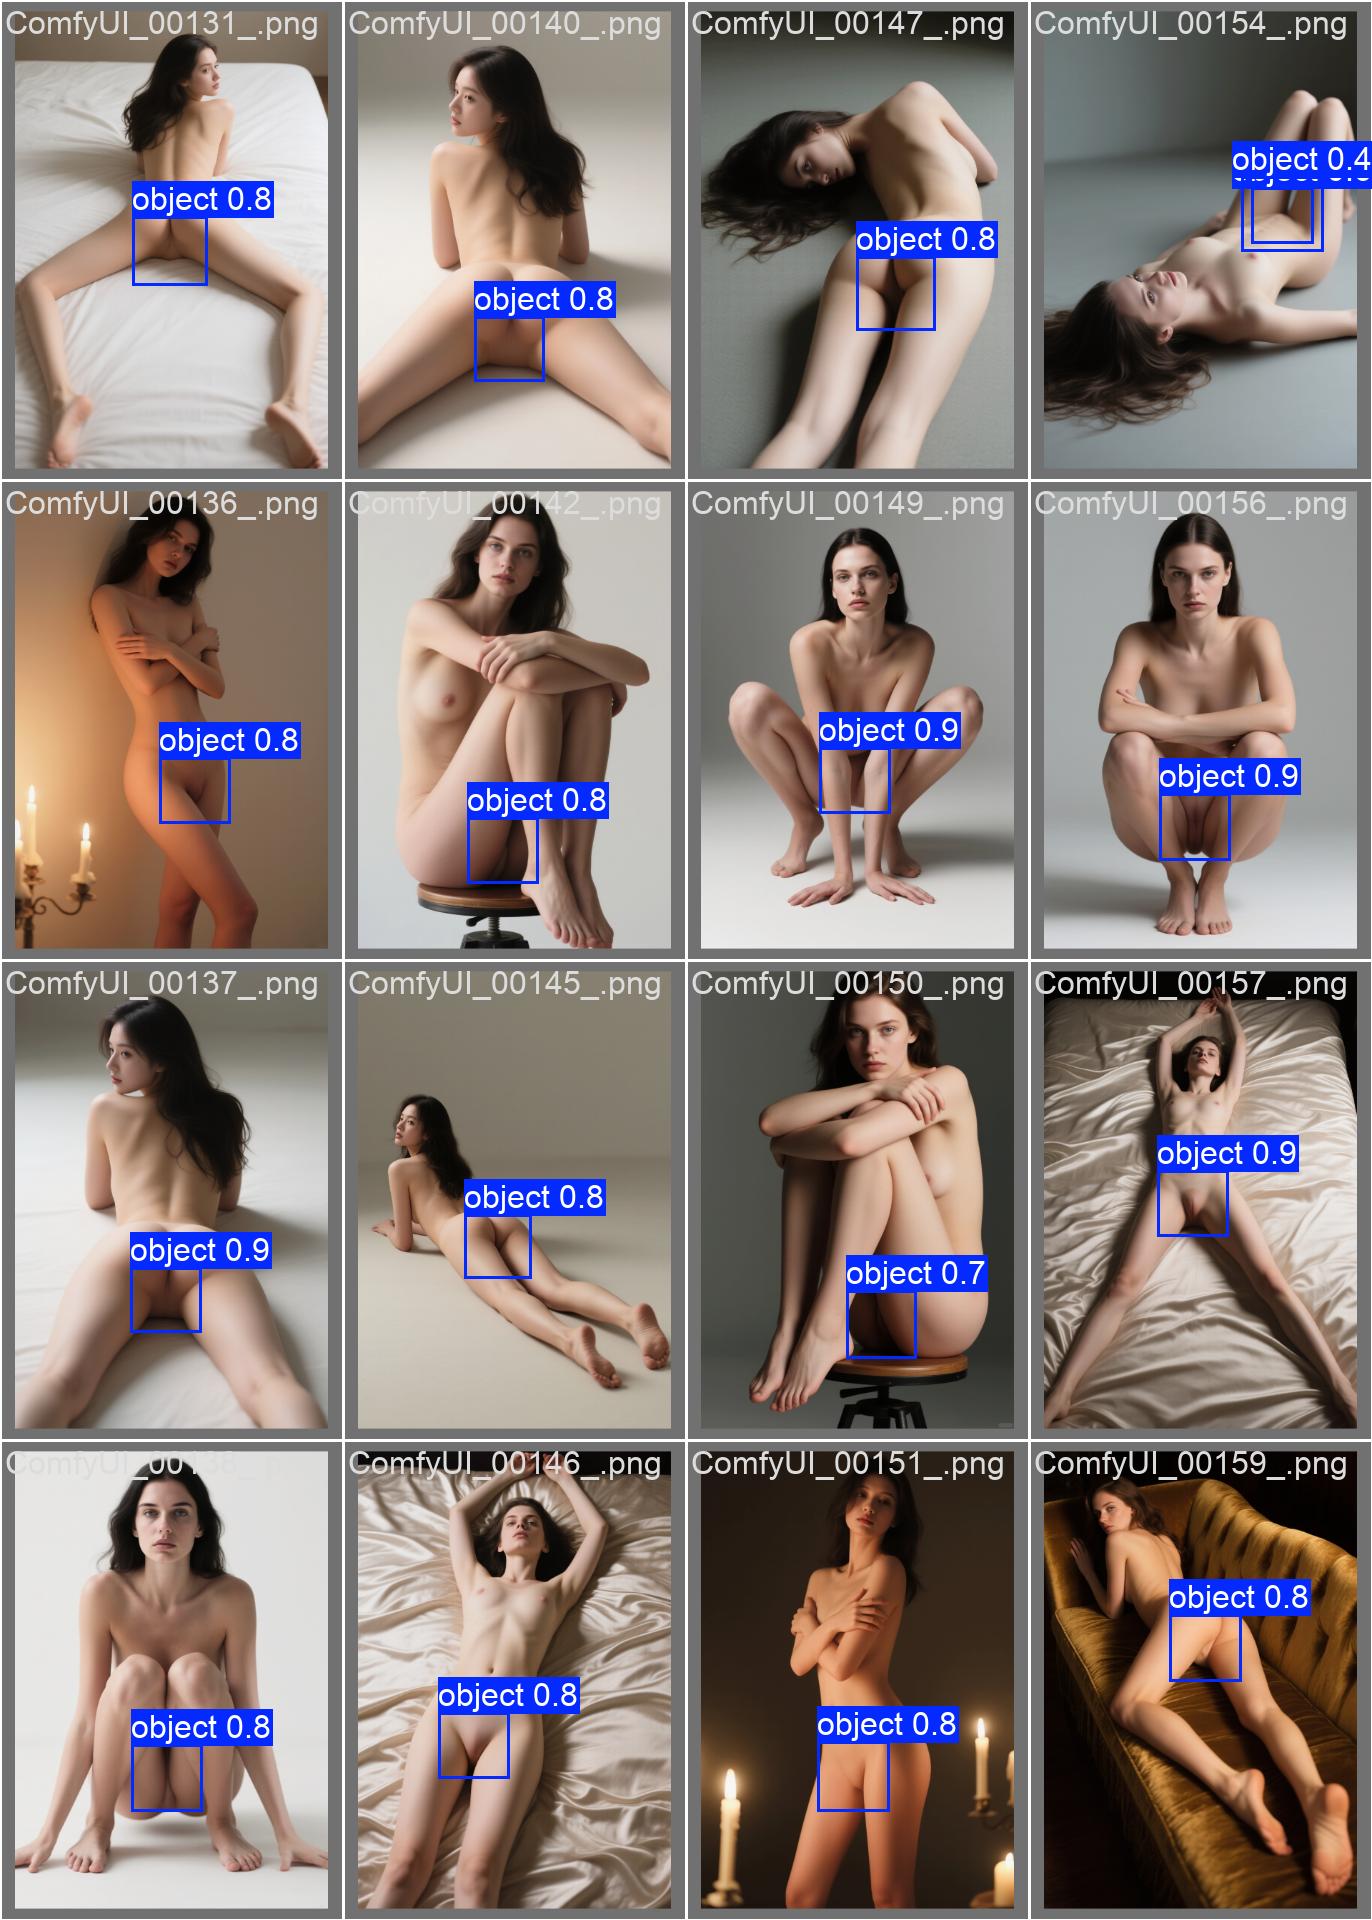 ComfyUI_00131_.png
ComfyUI_00140_.png
ComfyUI_00147_.png
ComfyUI_00154_.png
object 0.8
object 0.8
object 0.8
object 0.4
ComfyUI_00136_.png
ComfyUI_00142_.png
ComfyUI_00149_.png
ComfyUI_00156_.png
object 0.8
object 0.8
object 0.9
object 0.9
ComfyUI_00137_.png
ComfyUI_00145_.png
ComfyUI_00150_.png
ComfyUI_00157_.png
object 0.9
object 0.8
object 0.7
object 0.9
ComfyUI_00138_.p
ComfyUI_00146_.png
ComfyUI_00151_.png
ComfyUI_00159_.png
object 0.8
object 0.8
object 0.8
object 0.8